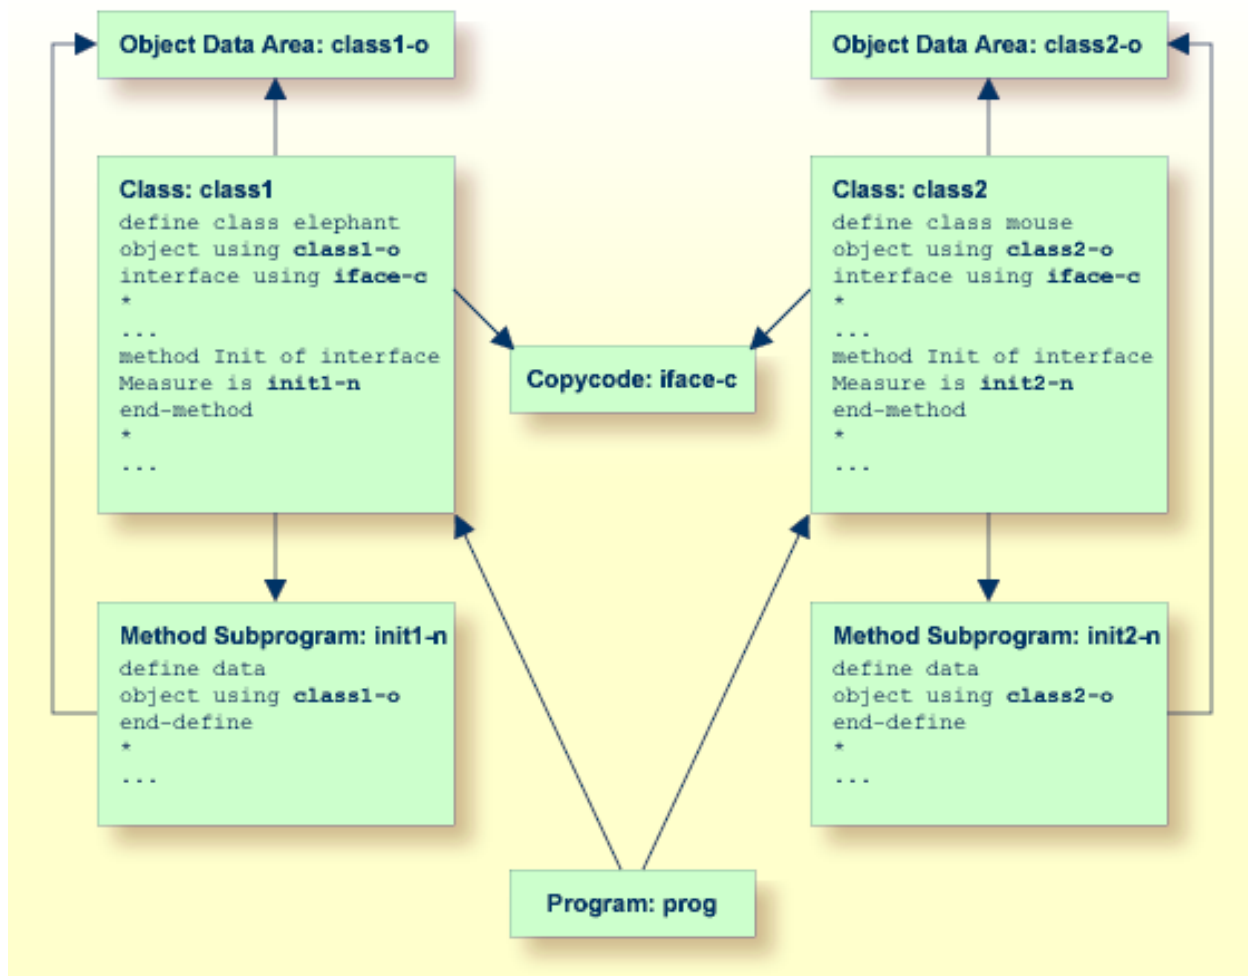 Object Data Area: class1-o
Object Data Area: class2-o
Class: class1
define class elephant
object using class1-o
interface using iface-c
*
...
method Init of interface
Measure is init1-n
end-method
*
...
Class: class2
define class mouse
object using class2-o
interface using iface-c
*
...
method Init of interface
Measure is init2-n
end-method
*
...
Copycode: iface-c
Method Subprogram: init1-n
define data
object using class1-o
end-define
*
...
Method Subprogram: init2-n
define data
object using class2-o
end-define
*
...
Program: prog